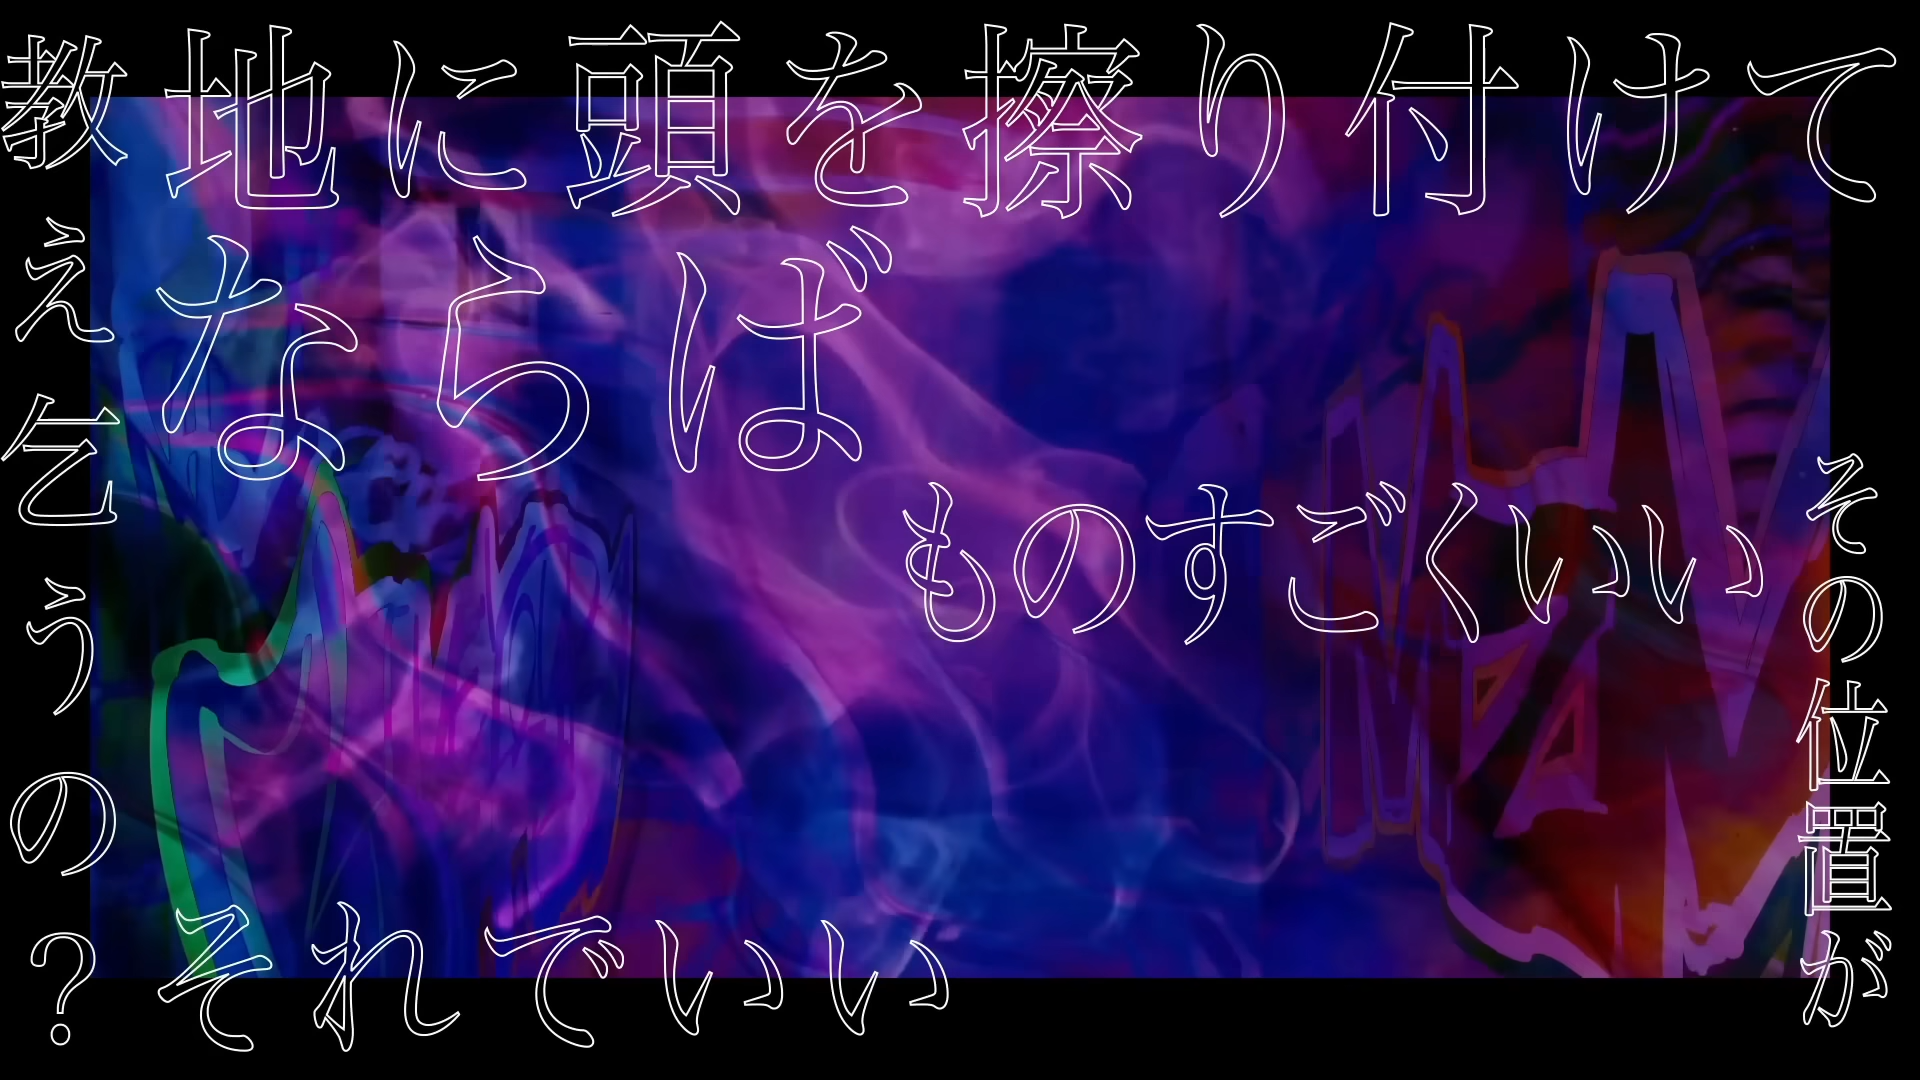 地に頭を擦り付けて
教え乞うの？
ならば
それでいい
その位置が
ものすごくいい